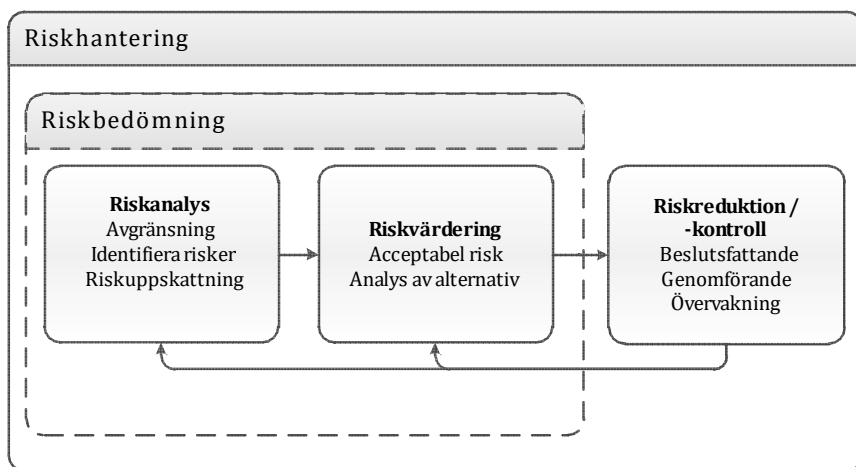 Riskhantering
Riskbedömning
Riskanalys
Avgränsning
Identifiera risker
Riskuppskattning
Riskvärdering
Acceptabel risk
Analys av alternativ
Riskreduktion /
-kontroll
Beslutsfattande
Genomförande
Övervakning